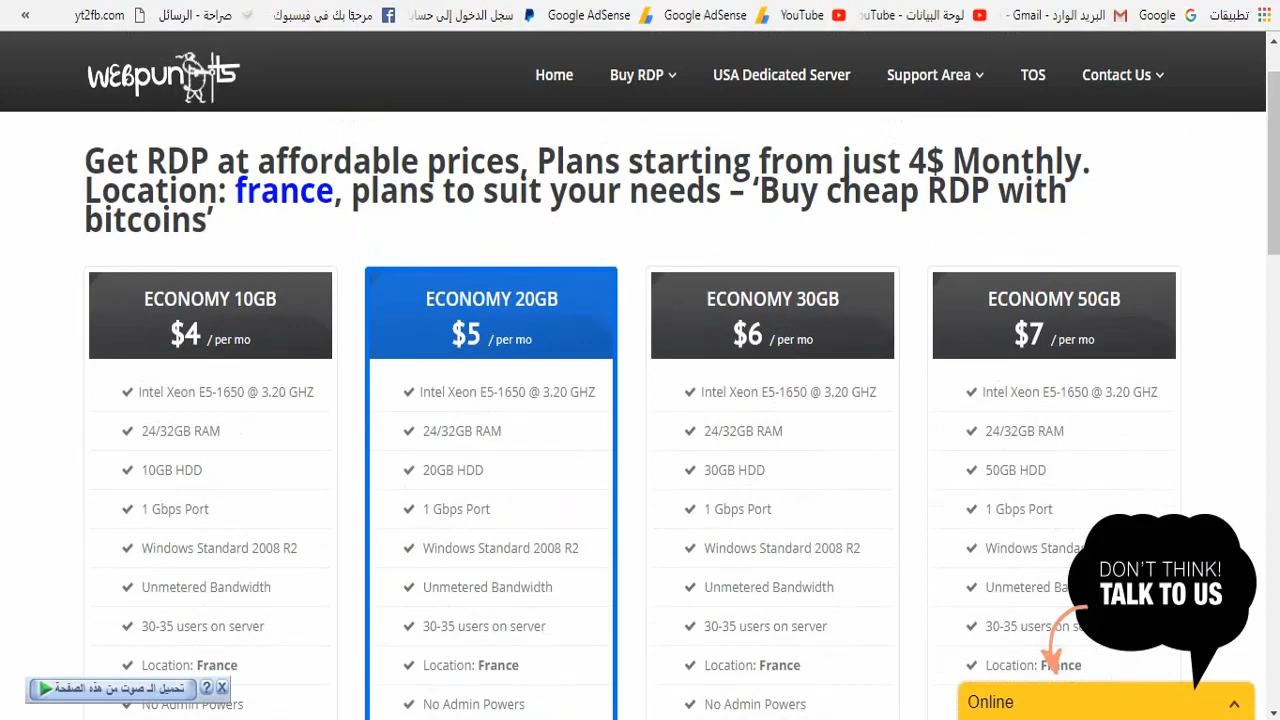 « yt2fb.com صراحة - الرسائل مرحبًا بك في فيسبوك سجل الدخول إلى حساب Google AdSense Google AdSense YouTube لوحة البيانات - YouTube البريد الوارد - Gmail - Google تطبيقات
WEBPUNDITS
Home Buy RDP USA Dedicated Server Support Area TOS Contact Us
Get RDP at affordable prices, Plans starting from just 4$ Monthly.
Location: france, plans to suit your needs – ‘Buy cheap RDP with
bitcoins’
ECONOMY 10GB
$4 / per mo
Intel Xeon E5-1650 @ 3.20 GHZ
24/32GB RAM
10GB HDD
1 Gbps Port
Windows Standard 2008 R2
Unmetered Bandwidth
30-35 users on server
Location: France
No Admin Powers
ECONOMY 20GB
$5 / per mo
Intel Xeon E5-1650 @ 3.20 GHZ
24/32GB RAM
20GB HDD
1 Gbps Port
Windows Standard 2008 R2
Unmetered Bandwidth
30-35 users on server
Location: France
No Admin Powers
ECONOMY 30GB
$6 / per mo
Intel Xeon E5-1650 @ 3.20 GHZ
24/32GB RAM
30GB HDD
1 Gbps Port
Windows Standard 2008 R2
Unmetered Bandwidth
30-35 users on server
Location: France
No Admin Powers
ECONOMY 50GB
$7 / per mo
Intel Xeon E5-1650 @ 3.20 GHZ
24/32GB RAM
50GB HDD
1 Gbps Port
Windows
30-35 users on
Location: France
DON'T THINK!
TALK TO US
Online
تحميل الـ صوت من هذه الصفحة ? X